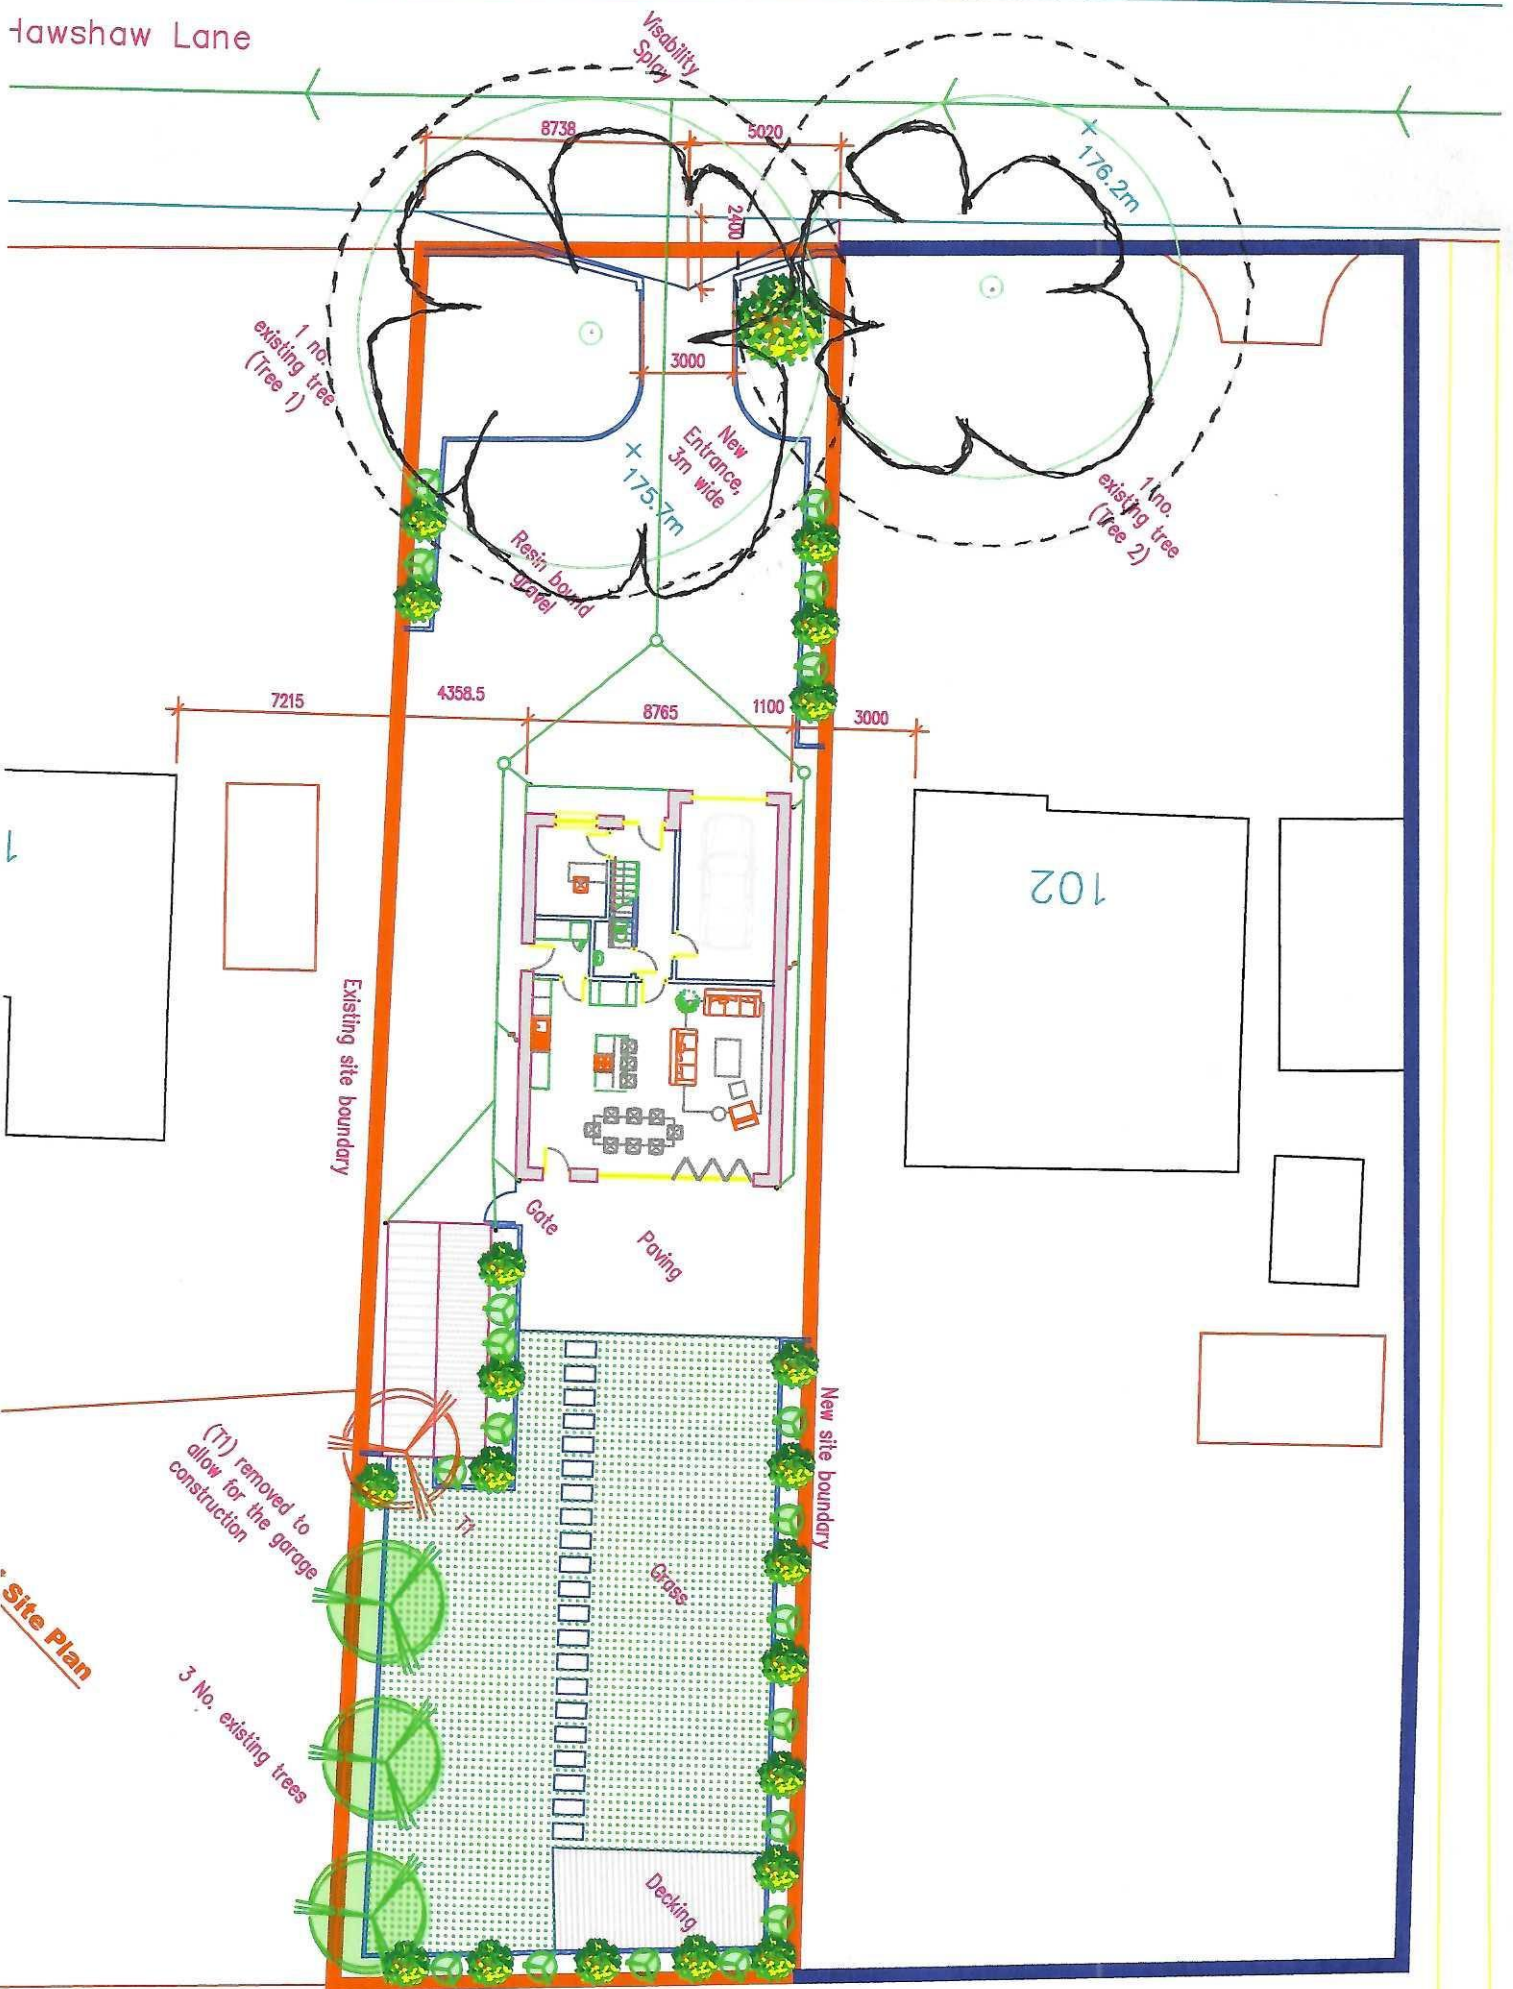 Hawshaw Lane
Visability
Splay
8738
5020
176.2m
2400
1 no.
existing tree
(Tree 1)
3000
New
Entrance,
3m wide
175.7m
1 no.
existing tree
(Tree 2)
Resin bound
gravel
7215
4358.5
8765
1100
3000
1
102
Existing site boundary
Gate
Paving
New site boundary
(T1) removed to
allow for the garage
construction
T1
Grass
Site Plan
3 No. existing trees
Decking